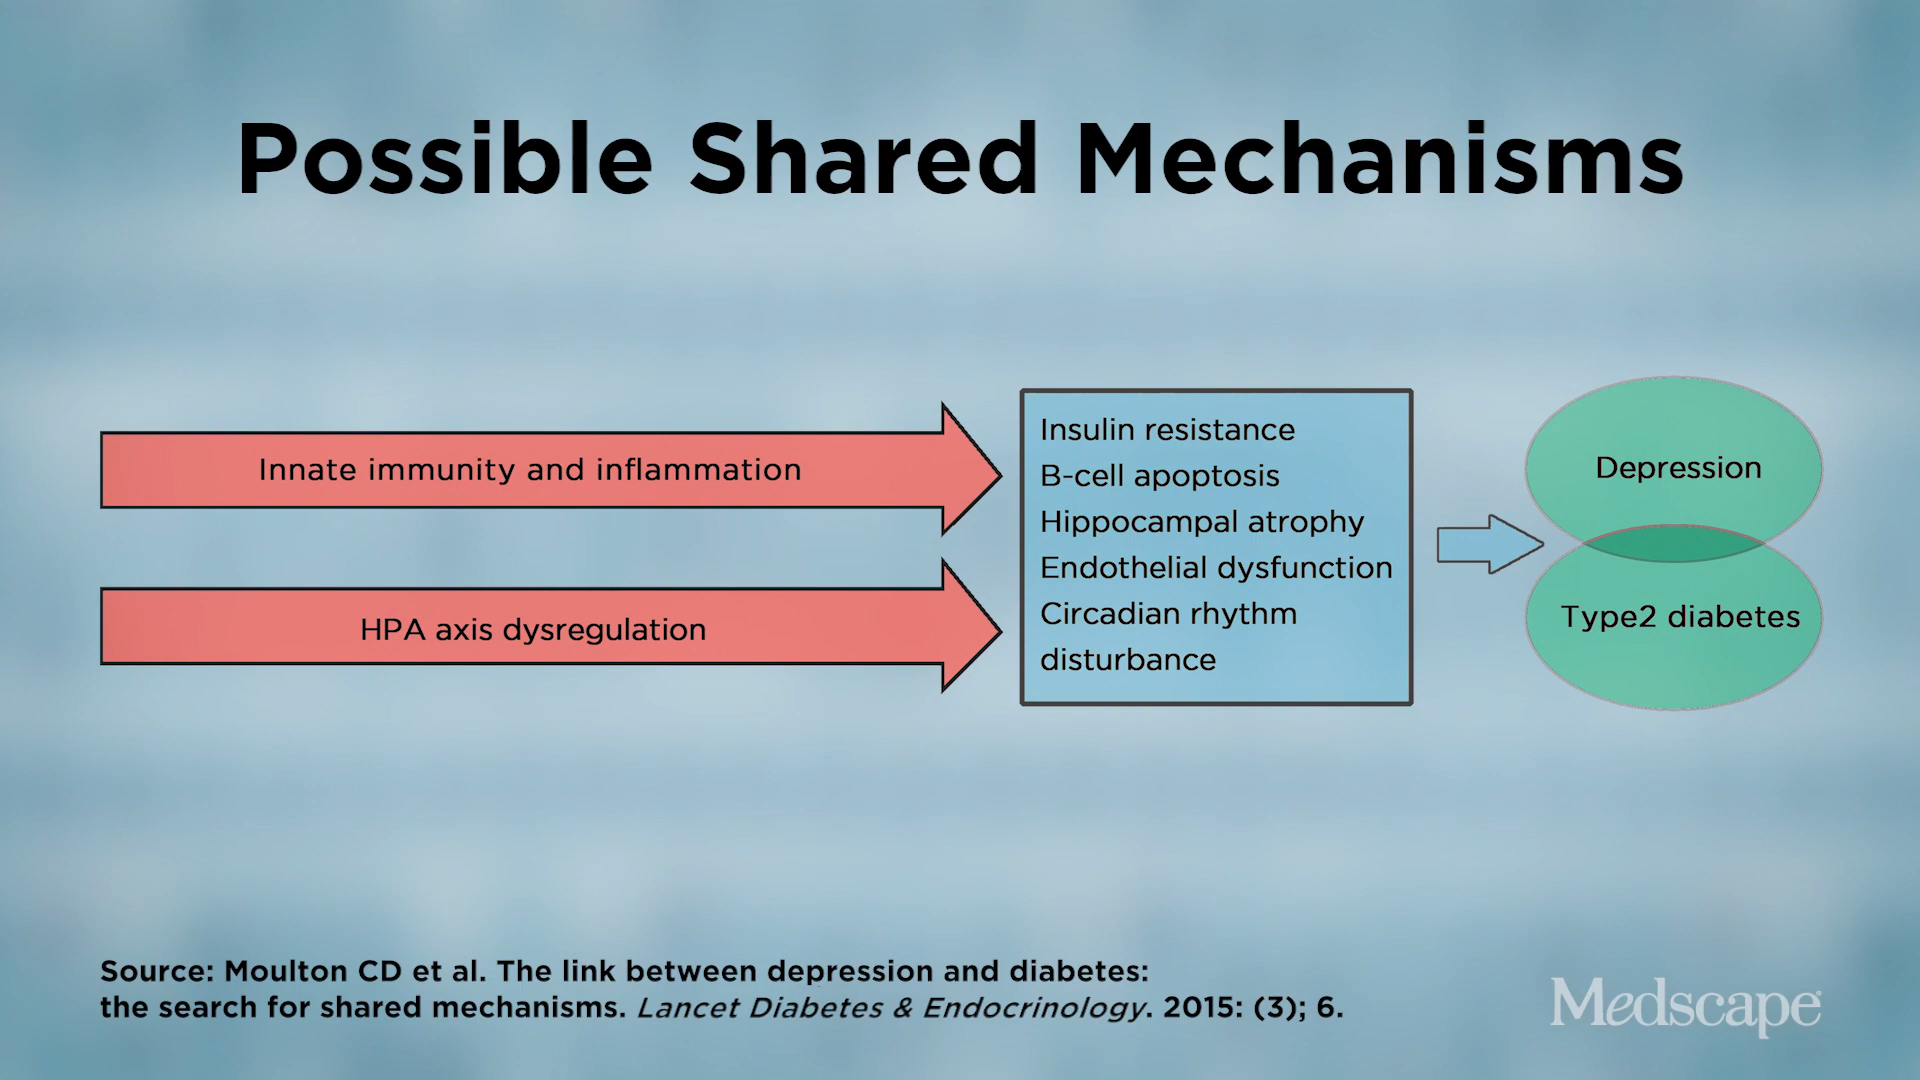 Possible Shared Mechanisms
Innate immunity and inflammation
HPA axis dysregulation
Insulin resistance
B-cell apoptosis
Hippocampal atrophy
Endothelial dysfunction
Circadian rhythm
disturbance
Depression
Type2 diabetes
Source: Moulton CD et al. The link between depression and diabetes:
the search for shared mechanisms. Lancet Diabetes & Endocrinology. 2015: (3); 6.
Medscape